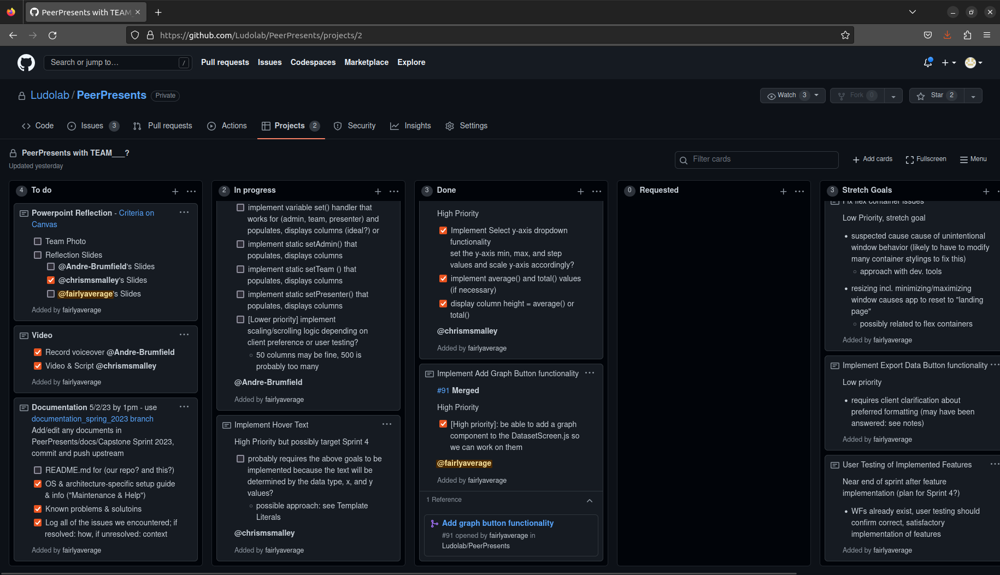 PeerPresents with TEAM_
https://github.com/Ludolab/PeerPresents/projects/2
Search or jump to…
/
Pull requests
Issues
Codespaces
Marketplace
Explore
Ludolab / PeerPresents
Private
Watch 3
Fork 0
Star 2
Code
Issues 3
Pull requests
Actions
Projects 2
Security
Insights
Settings
PeerPresents with TEAM___?
Updated yesterday
Filter cards
Add cards
Fullscreen
Menu
4 To do
Powerpoint Reflection - Criteria on
Canvas
Team Photo
Reflection Slides
@Andre-Brumfield's Slides
@chrismsmalley's Slides
@fairlyaverage's Slides
Added by fairlyaverage
Video
Record voiceover @Andre-Brumfield
Video & Script @chrismsmalley
Added by fairlyaverage
Documentation 5/2/23 by 1pm - use
documentation_spring_2023 branch
Add/edit any documents in
PeerPresents/docs/Capstone Sprint 2023,
commit and push upstream
README.md for (our repo? and this?)
OS & architecture-specific setup guide
& info ("Maintenance & Help")
Known problems & solutoins
Log all of the issues we encountered; if
resolved: how, if unresolved: context
Added by fairlyaverage
2 In progress
implement variable set() handler that
works for (admin, team, presenter) and
populates, displays columns (ideal?) or
implement static setAdmin() that
populates, displays columns
implement static setTeam () that
populates, displays columns
implement static setPresenter() that
populates, displays columns
[Lower priority] implement
scaling/scrolling logic depending on
client preference or user testing?
50 columns may be fine, 500 is
probably too many
@Andre-Brumfield
Added by fairlyaverage
Implement Hover Text
High Priority but possibly target Sprint 4
probably requires the above goals to be
implemented because the text will be
determined by the data type, x, and y
values?
possible approach: see Template
Literals
@chrismsmalley
Added by fairlyaverage
3 Done
High Priority
Implement Select y-axis dropdown
functionality
set the y-axis min, max, and step
values and scale y-axis accordingly?
implement average() and total() values
(if necessary)
display column height = average() or
total()
@chrismsmalley
Added by fairlyaverage
Implement Add Graph Button functionality
#91 Merged
High Priority
[High priority]: be able to add a graph
component to the DatasetScreen.js so
we can work on them
@fairlyaverage
Added by fairlyaverage
1 Reference
Add graph button functionality
#91 opened by fairlyaverage in
Ludolab/PeerPresents
0 Requested
3 Stretch Goals
Fix flex container issues
Low Priority, stretch goal
suspected cause cause of unintentional
window behavior (likely to have to modify
many container stylings to fix this)
approach with dev. tools
resizing incl. minimizing/maximizing
window causes app to reset to "landing
page"
possibly related to flex containers
Added by fairlyaverage
Implement Export Data Button functionality
Low priority
requires client clarification about
preferred formatting (may have been
answered: see notes)
Added by fairlyaverage
User Testing of Implemented Features
Near end of sprint after feature
implementation (plan for Sprint 4?)
WFs already exist, user testing should
confirm correct, satisfactory
implementation of features
Added by fairlyaverage